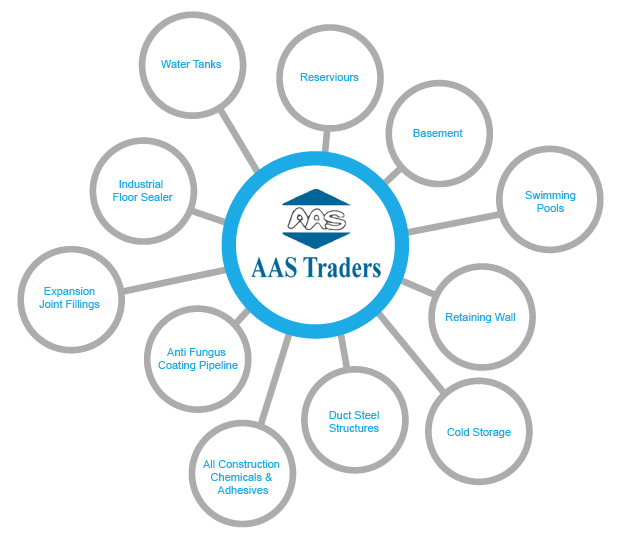 Water Tanks
Reserviours
Basement
Industrial
Floor Sealer
Swimming
Pools
AAS
AAS Traders
Expansion
Joint Fillings
Retaining Wall
Anti Fungus
Coating Pipeline
Duct Steel
Structures
Cold Storage
All Construction
Chemicals &
Adhesives